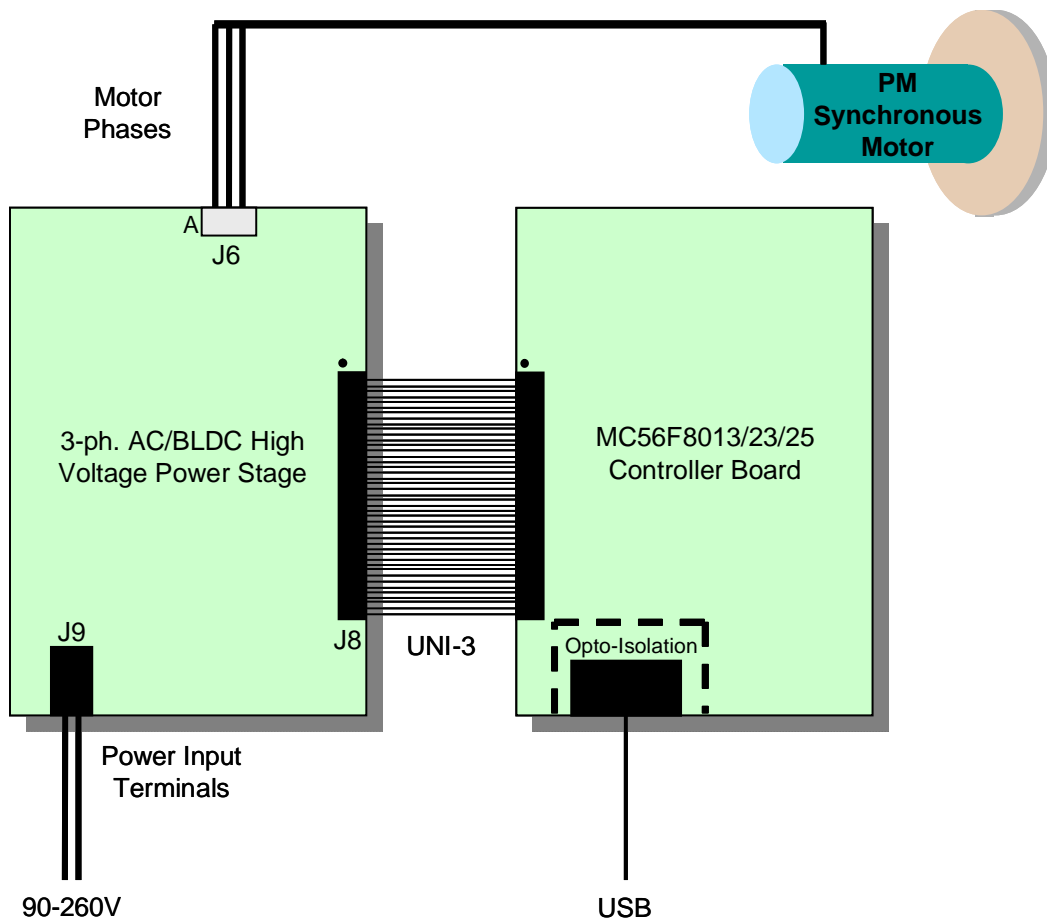 Motor
Phases
PM
Synchronous
Motor
A
J6
3-ph. AC/BLDC High
Voltage Power Stage
MC56F8013/23/25
Controller Board
J9
J8
UNI-3
Opto-Isolation
Power Input
Terminals
90-260V
USB